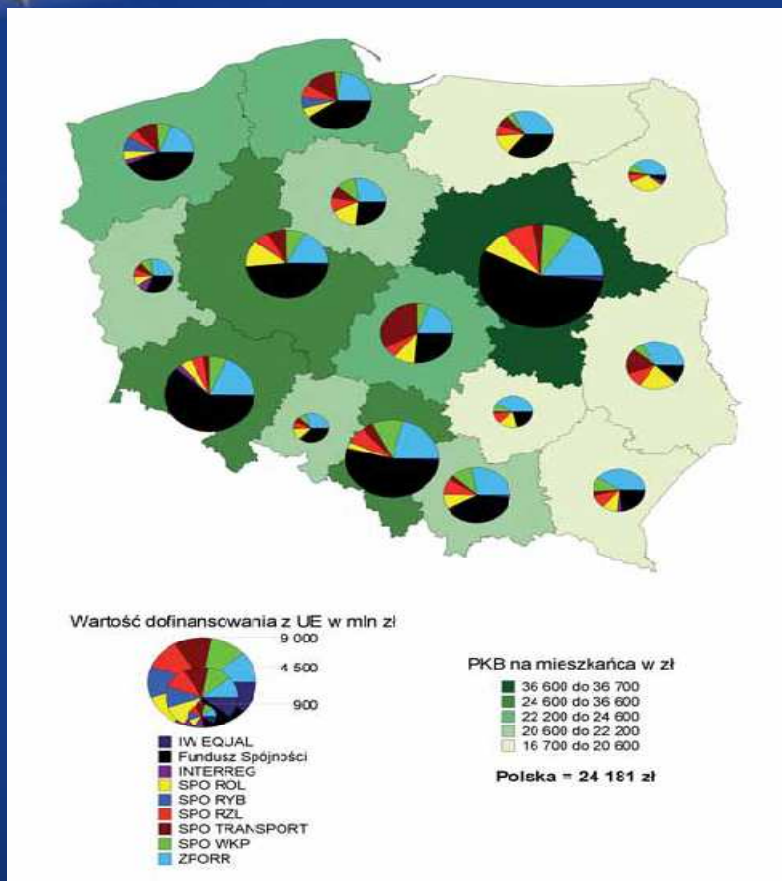 Wartość dofinansowania z UE w mln zł
9 000
4 500
900
IW EQUAL
Fundusz Spójności
INTERREG
SPO ROL
SPO RYB
SPO RZL
SPO TRANSPORT
SPO WKP
ZPORR
PKB na mieszkańca w zł
36 600 do 36 700
24 600 do 36 600
22 200 do 24 600
20 600 do 22 200
16 700 do 20 600
Polska = 24 181 zł